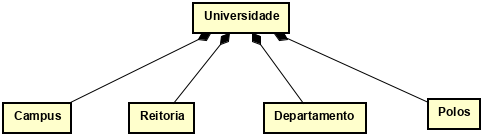 Universidade
Campus
Reitoria
Departamento
Polos